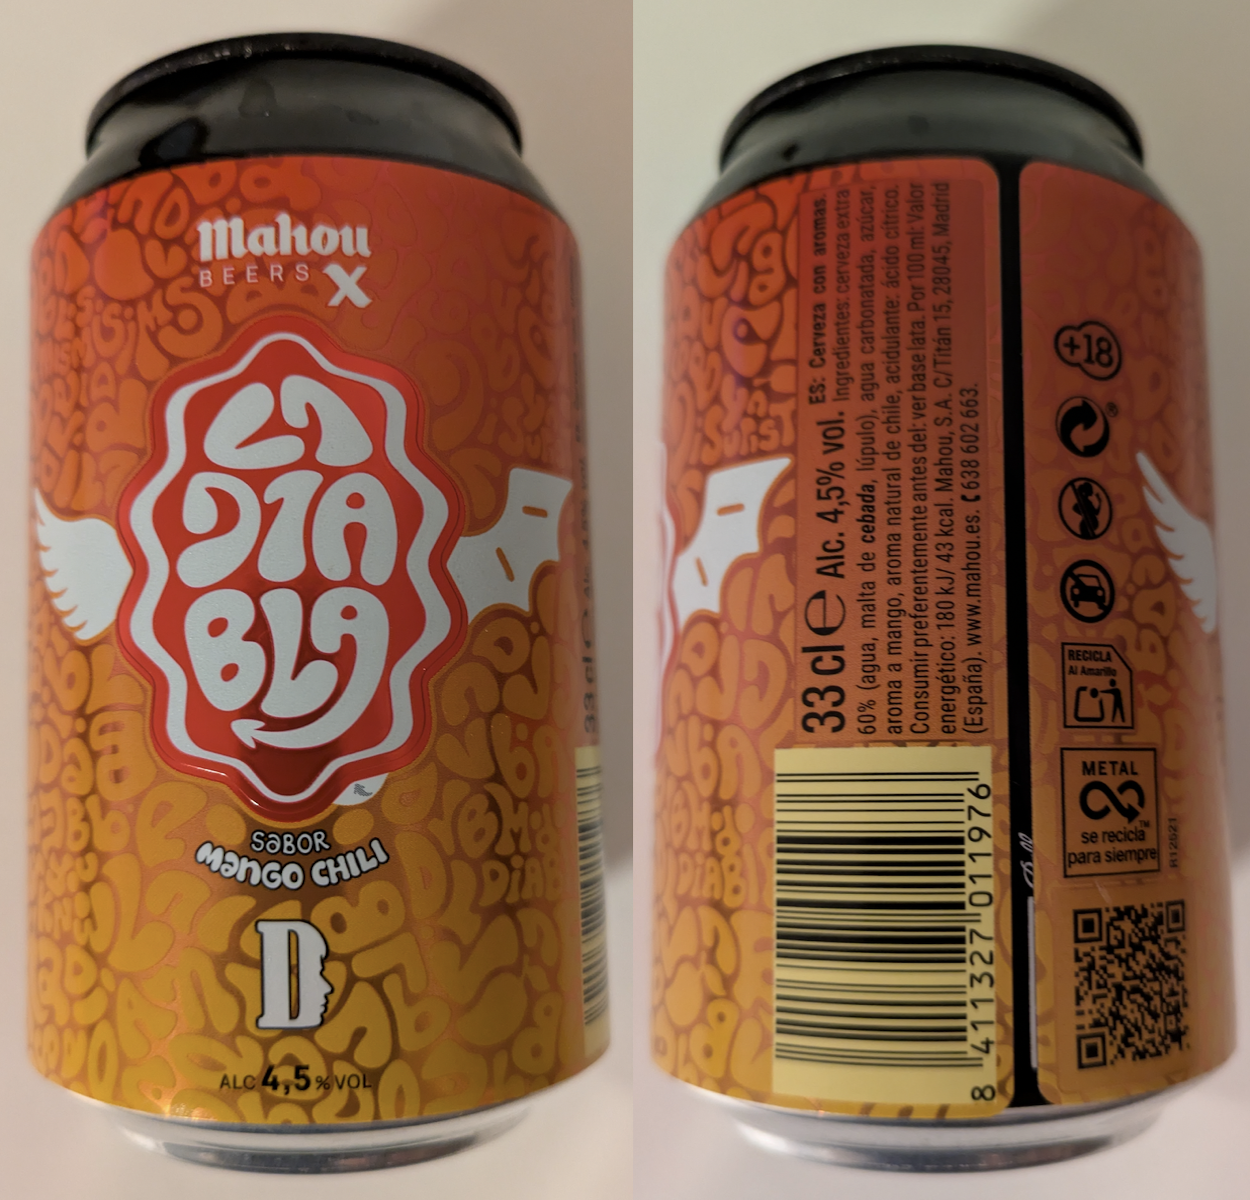 Mahou
BEERS X
LA
DIA
BLA
SABOR
MANGO CHILI
D
ALC 4,5% VOL
33 cl e Alc. 4,5% vol. ES: Cerveza con aromas. Ingredientes: cerveza extra
60% (agua, malta de cebada, lúpulo), agua carbonatada, azúcar,
aroma a mango, aroma natural de chile, acidulante: ácido cítrico.
Consumir preferentemente antes del: ver base lata. Por 100 ml: Valor
energético: 180 kJ/ 43 kcal. Mahou, S.A. C/Titán 15, 28045, Madrid
(España). www.mahou.es. 638 602 663.
8 411327 011976
+18
RECICLA
Al Amarillo
METAL
se recicla
para siempre
R12521